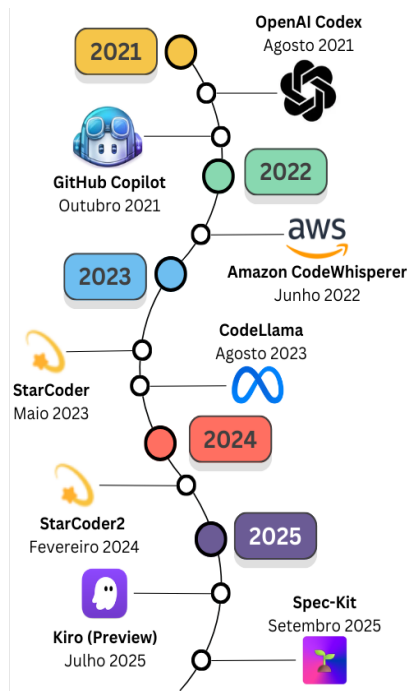 OpenAI Codex
Agosto 2021
2021
GitHub Copilot
Outubro 2021
2022
aws
Amazon CodeWhisperer
Junho 2022
2023
CodeLlama
Agosto 2023
StarCoder
Maio 2023
2024
StarCoder2
Fevereiro 2024
2025
Kiro (Preview)
Julho 2025
Spec-Kit
Setembro 2025